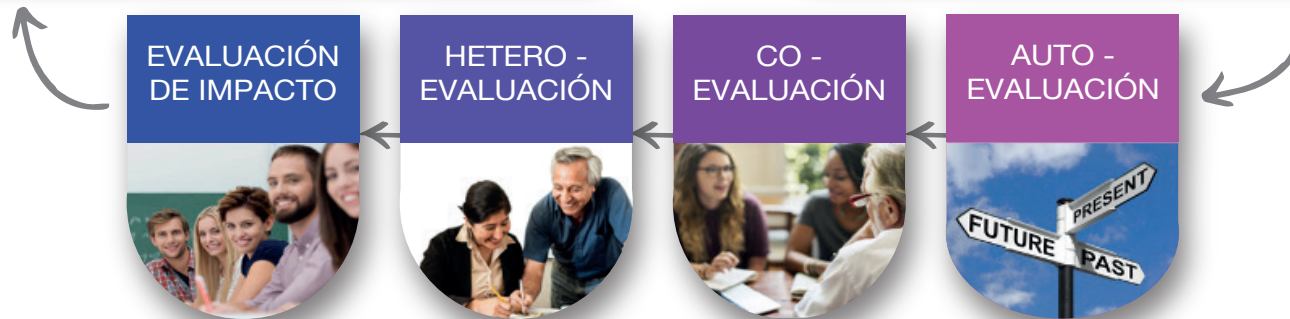 EVALUACIÓN
DE IMPACTO
HETERO -
EVALUACIÓN
CO -
EVALUACIÓN
AUTO -
EVALUACIÓN
PRESENT
FUTURE
PAST